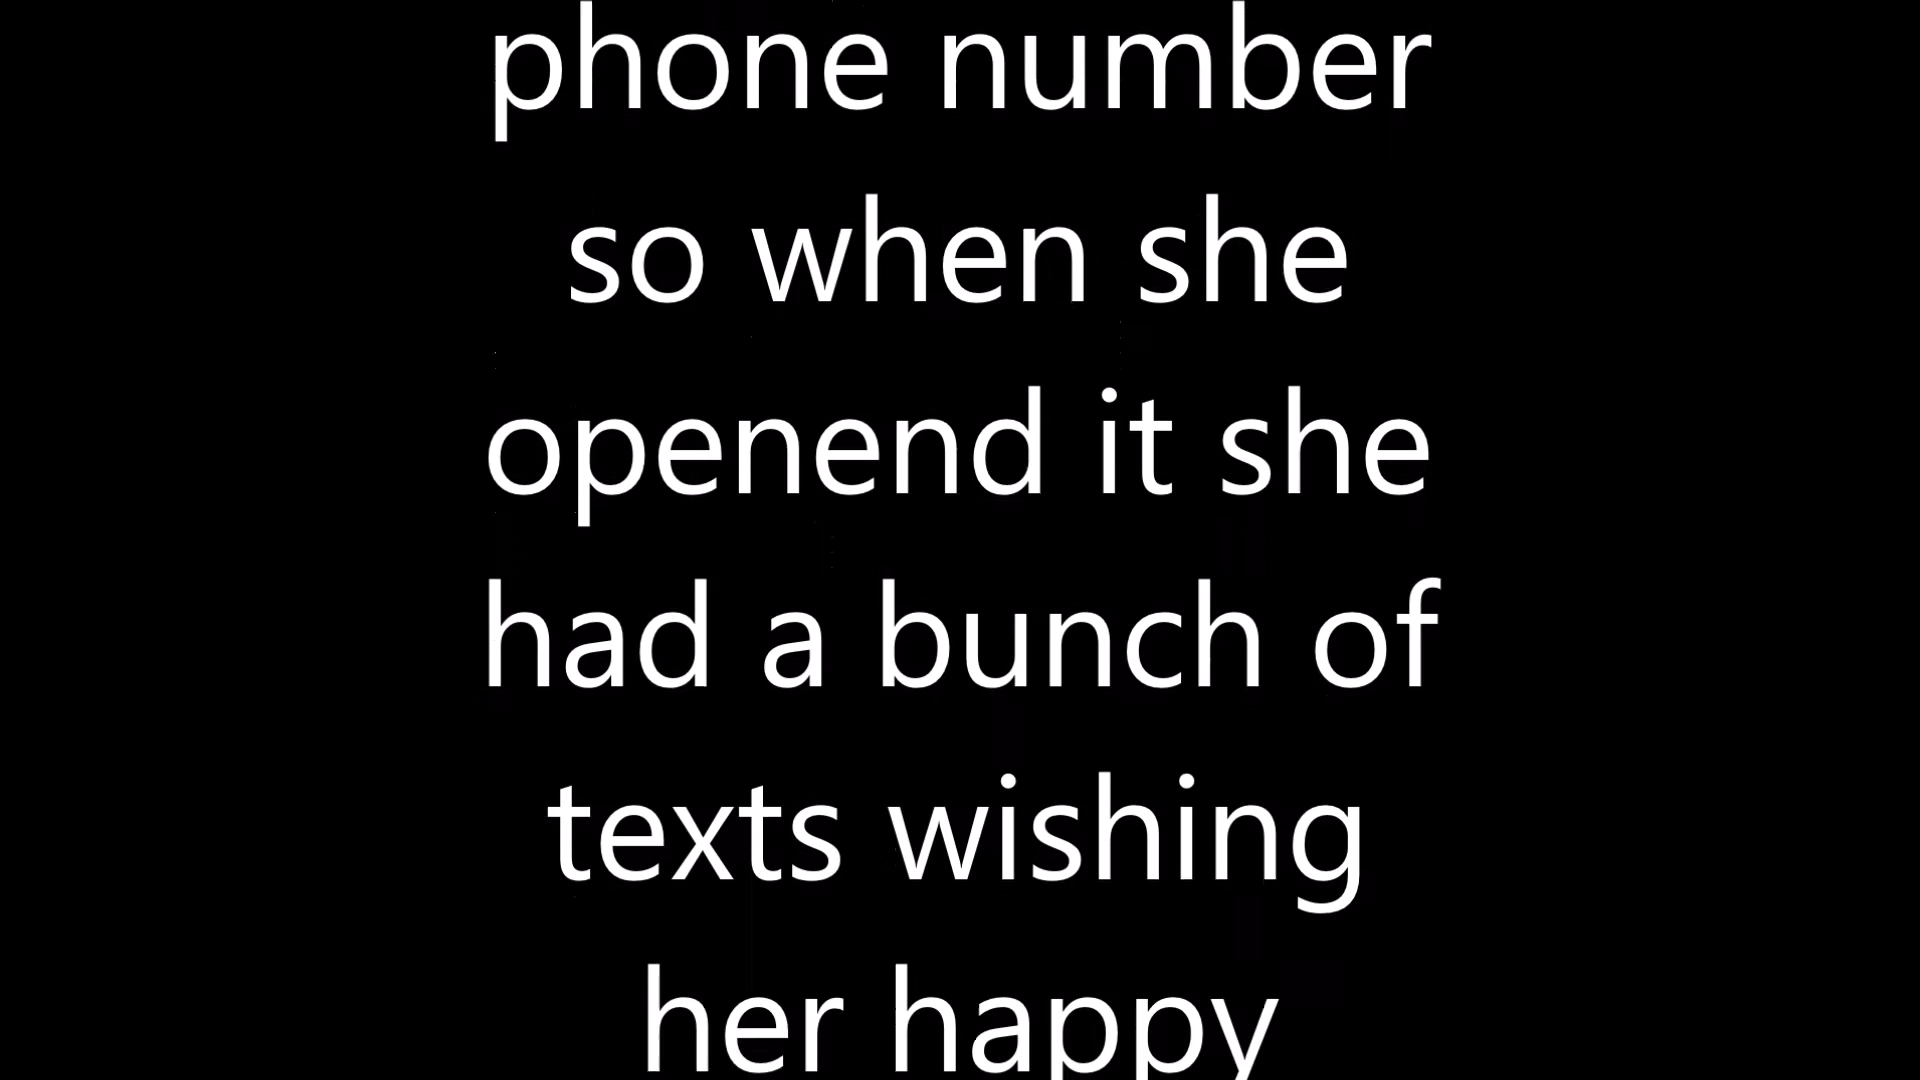 phone number
so when she
openend it she
had a bunch of
texts wishing
her happy